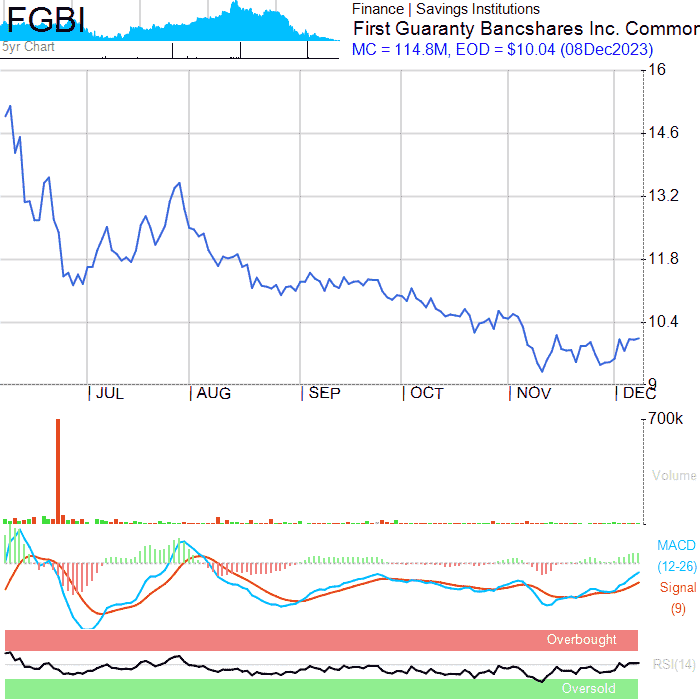 FGBI
5yr Chart
Finance | Savings Institutions
First Guaranty Bancshares Inc. Common
MC = 114.8M, EOD = $10.04 (08Dec2023)
16
14.6
13.2
11.8
10.4
9
JUL AUG SEP OCT NOV DEC
700k
Volume
MACD
(12-26)
Signal
(9)
Overbought
RSI(14)
Oversold